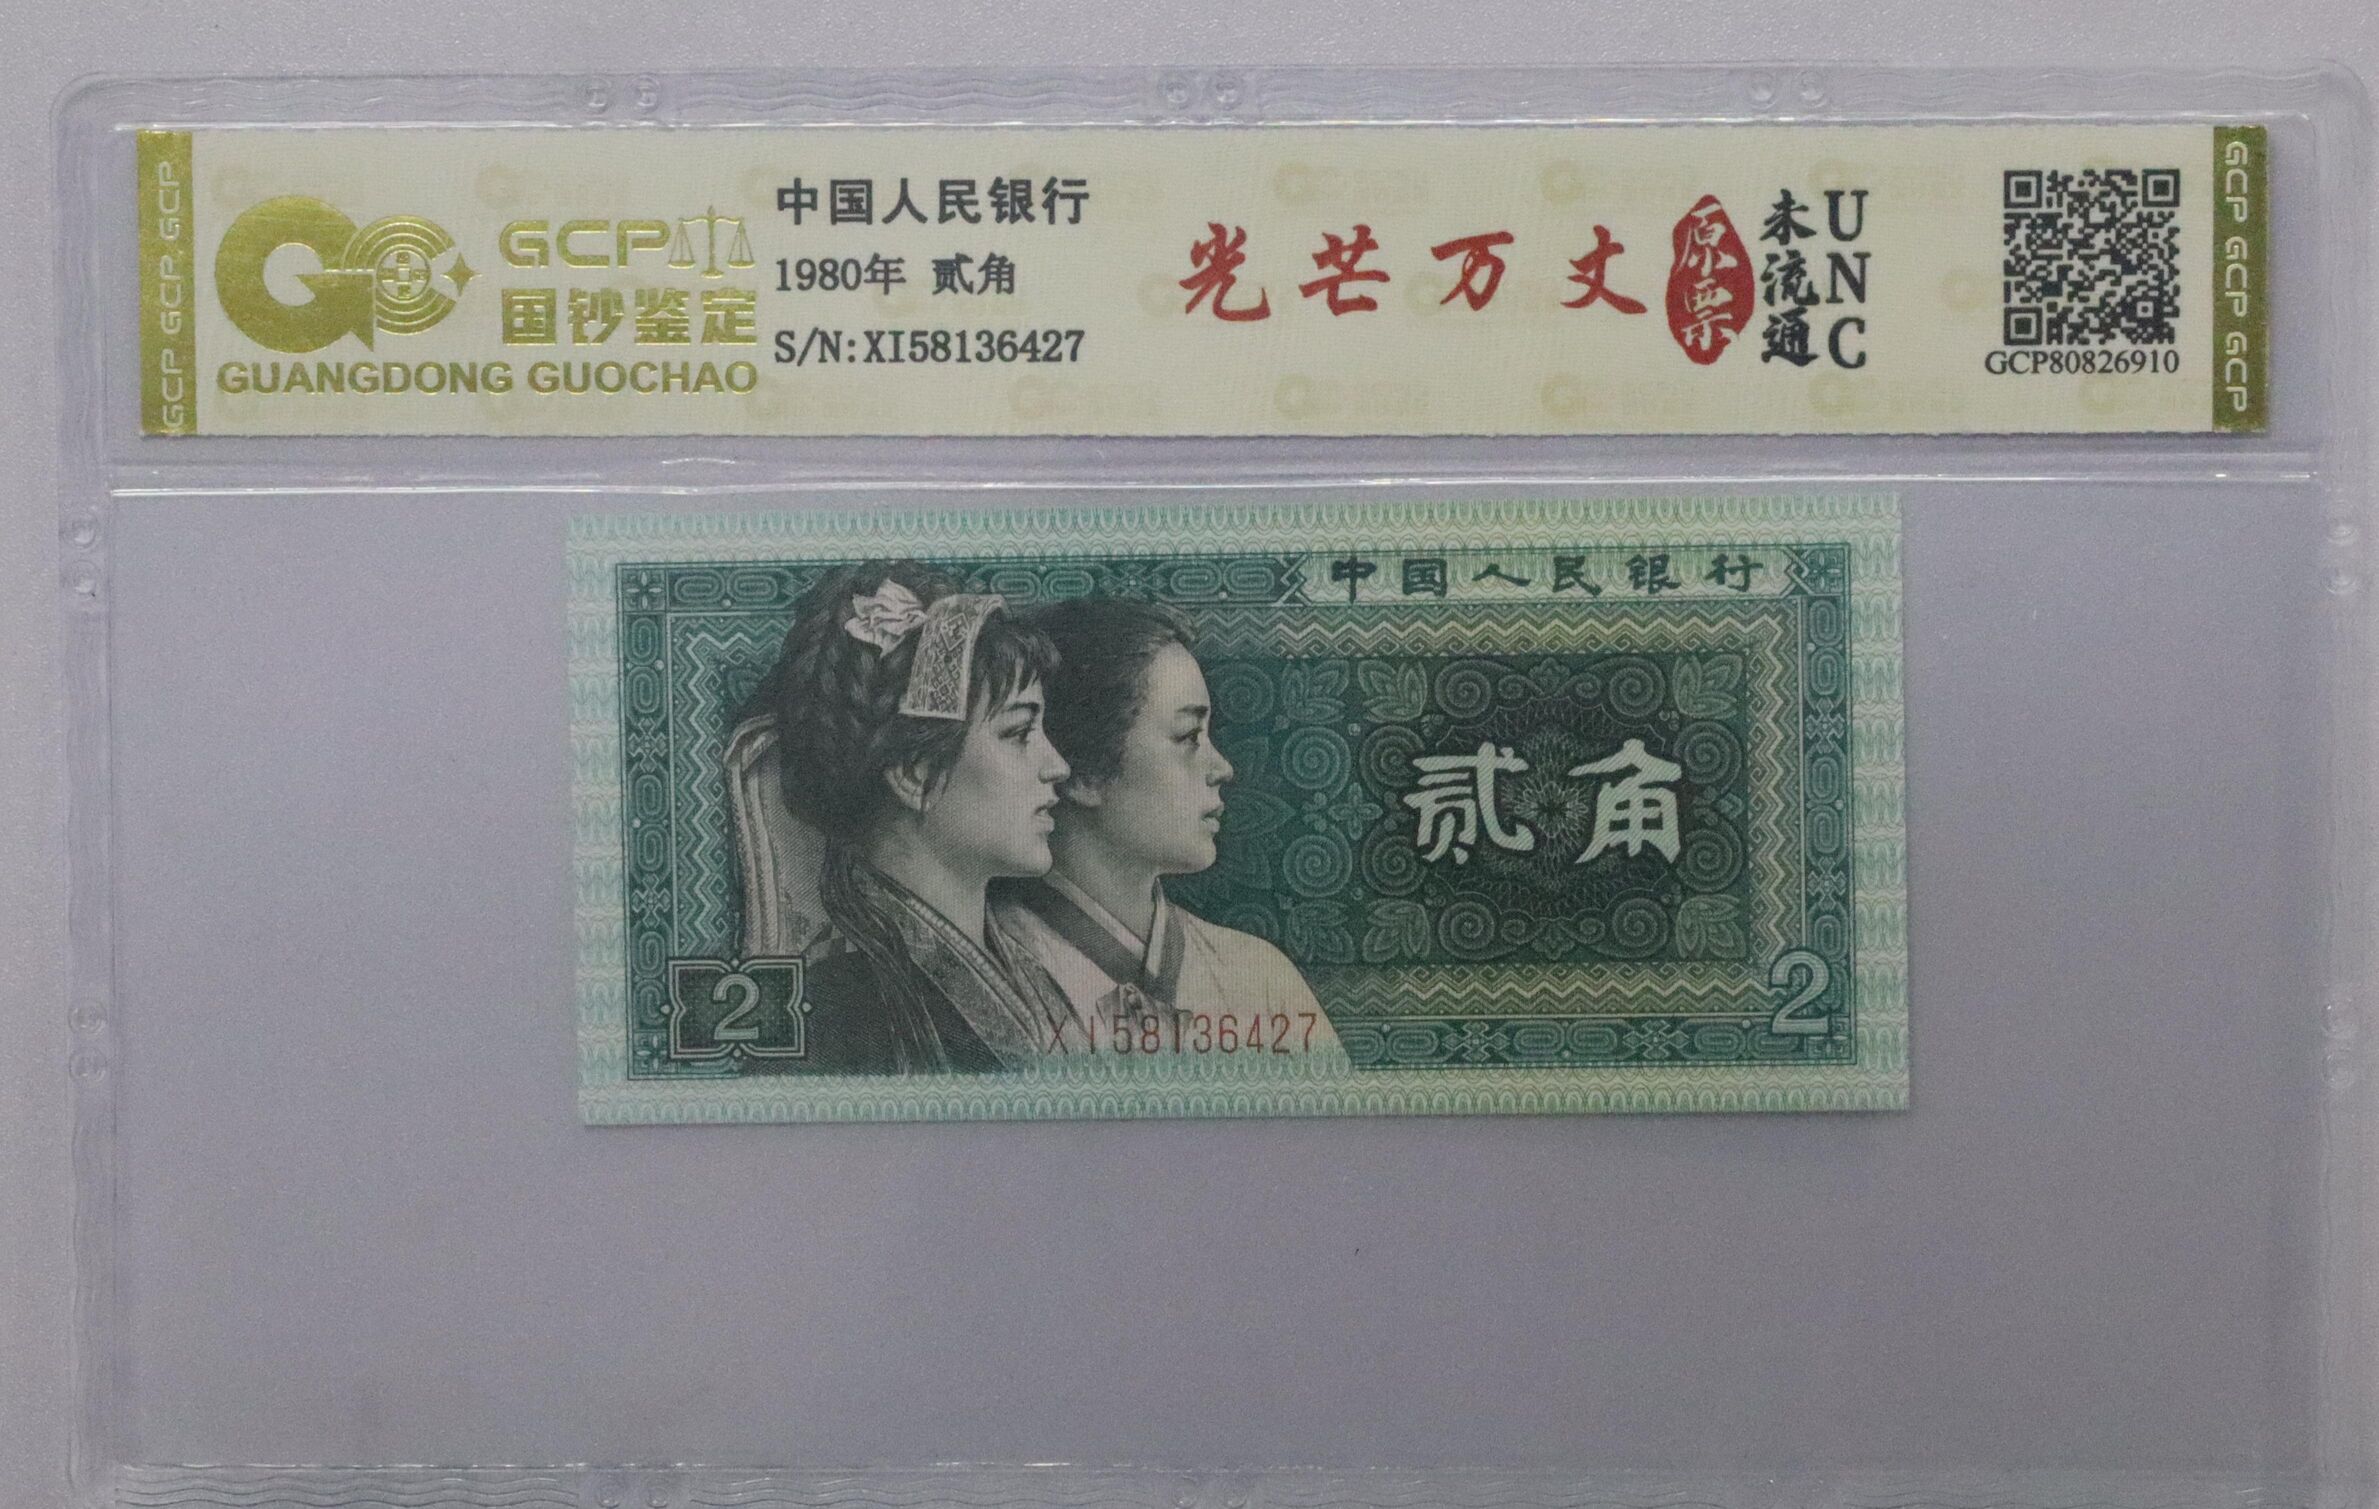 GCP GCP GCP
GCP
国钞鉴定
GUANGDONG GUOCHAO
中国人民银行
1980年 贰角
S/N:XI58136427
光芒万丈
原票
未流通
UNC
GCP80826910
GCP GCP GCP
中国人民银行
贰角
2
2
XI58136427